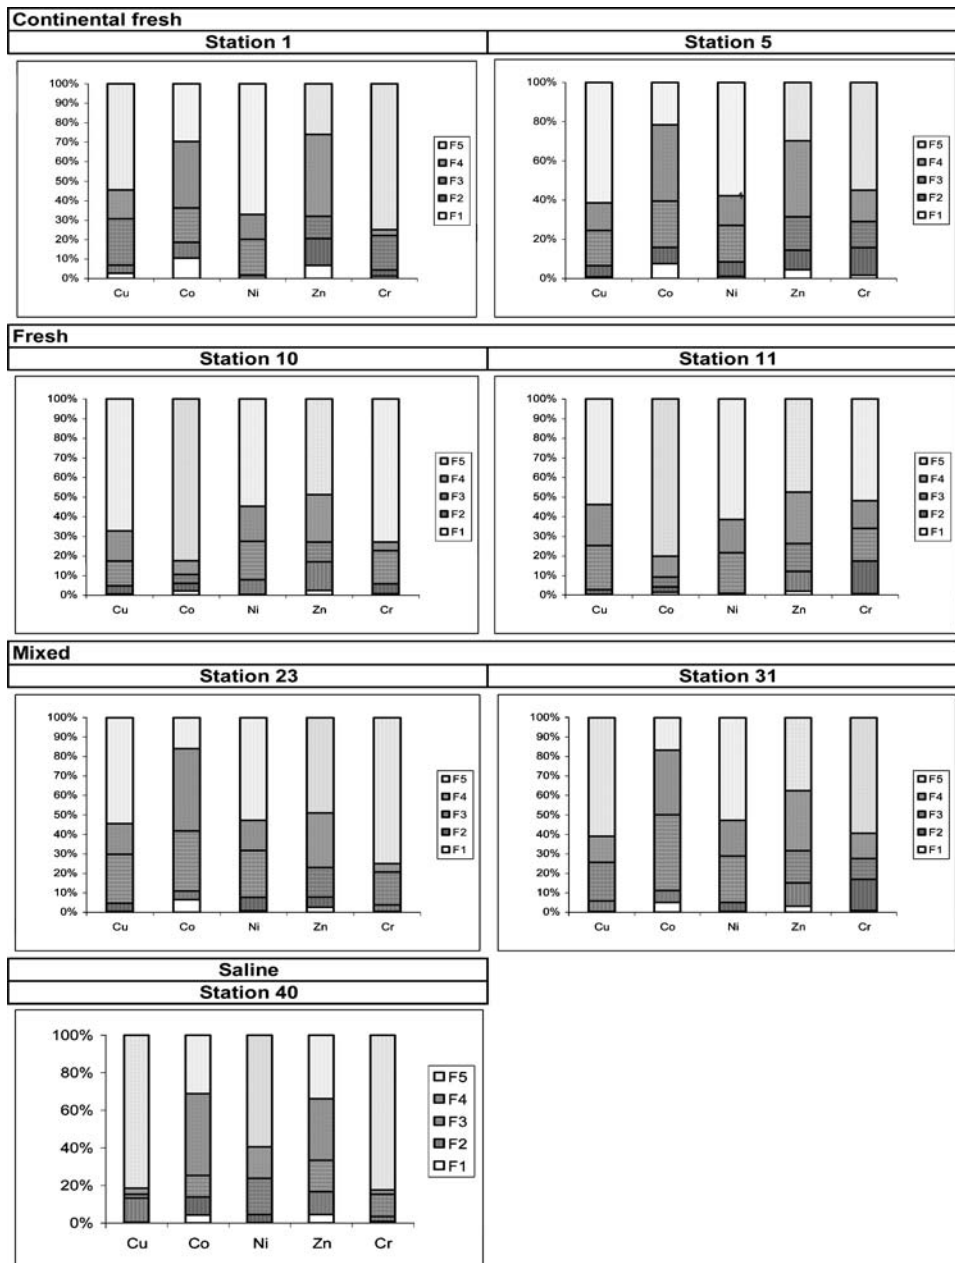 Continental fresh
Station 1
Station 5
100%
90%
80%
70%
60%
50%
40%
30%
20%
10%
0%
Cu Co Ni Zn Cr
F5
F4
F3
F2
F1
100%
80%
60%
40%
20%
0%
Cu Co Ni Zn Cr
F5
F4
F3
F2
F1
Fresh
Station 10
Station 11
100%
90%
80%
70%
60%
50%
40%
30%
20%
10%
0%
Cu Co Ni Zn Cr
F5
F4
F3
F2
F1
100%
90%
80%
70%
60%
50%
40%
30%
20%
10%
0%
Cu Co Ni Zn Cr
F5
F4
F3
F2
F1
Mixed
Station 23
Station 31
100%
90%
80%
70%
60%
50%
40%
30%
20%
10%
0%
Cu Co Ni Zn Cr
F5
F4
F3
F2
F1
100%
90%
80%
70%
60%
50%
40%
30%
20%
10%
0%
Cu Co Ni Zn Cr
F5
F4
F3
F2
F1
Saline
Station 40
100%
80%
60%
40%
20%
0%
Cu Co Ni Zn Cr
F5
F4
F3
F2
F1